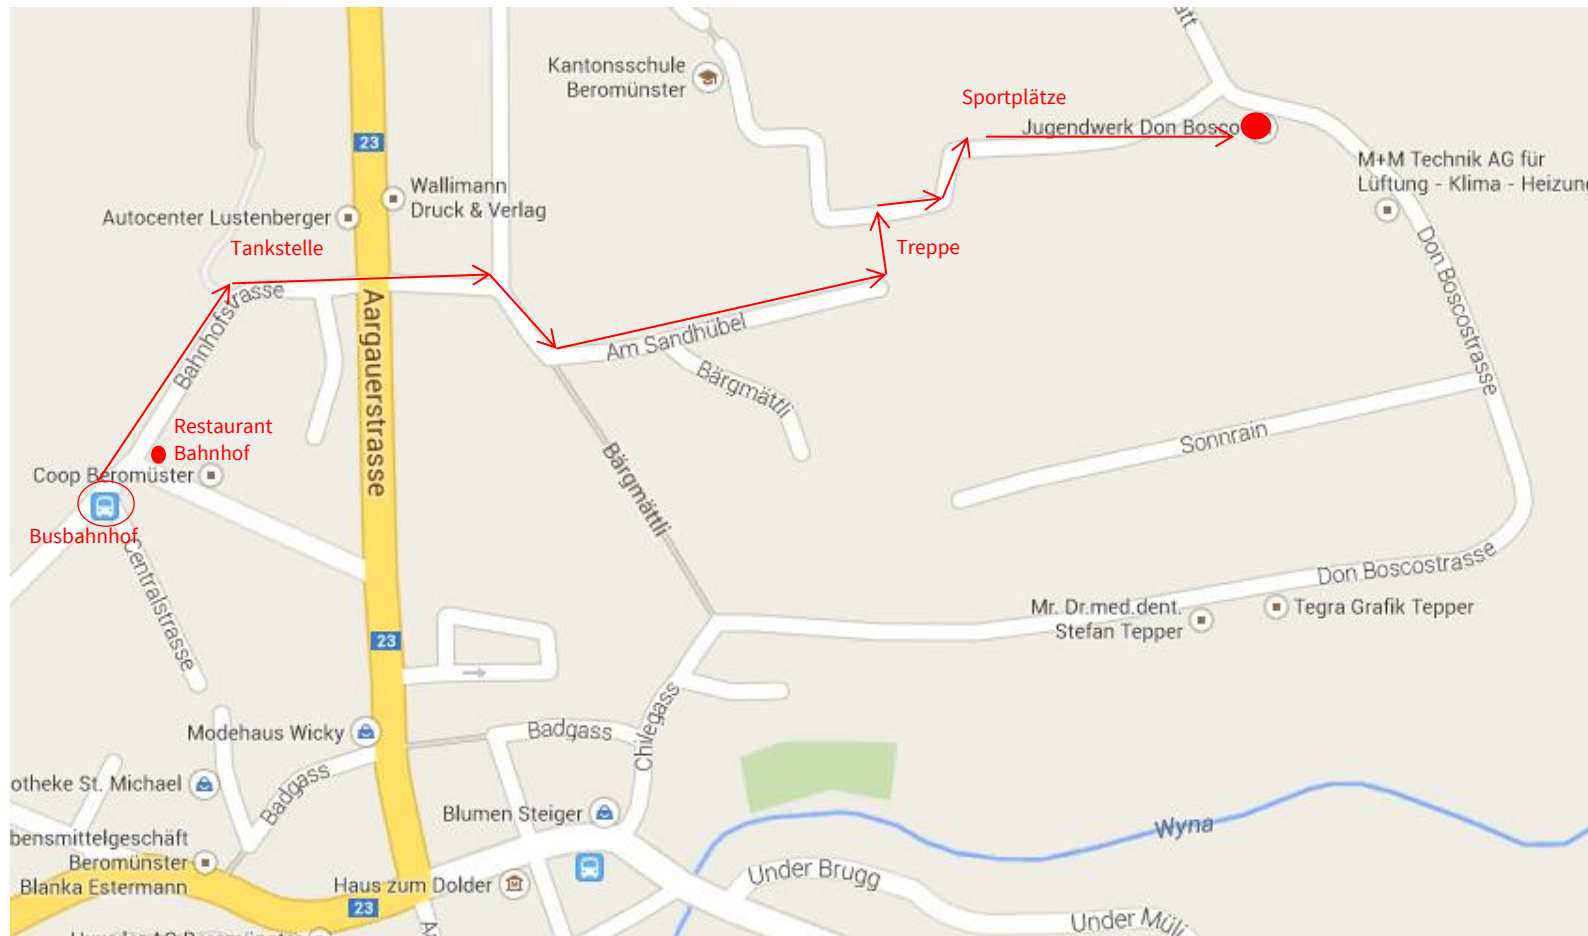 att
Kantonsschule
Beromünster
Sportplätze
Jugendwerk Don Bosco
23
M+M Technik AG für
Lüftung - Klima - Heizung
Wallimann
Druck & Verlag
Autocenter Lustenberger
Tankstelle
Treppe
Don Boscostrasse
Bahnhofstrasse
Aargauerstrasse
Am Sandhübel
Bärgmättli
Restaurant
Bahnhof
Sonnrain
Coop Beromüster
Bärgmättli
Busbahnhof
Centralstrasse
Don Boscostrasse
Mr. Dr.med.dent.
Stefan Tepper
Tegra Grafik Tepper
23
Chilegass
Modehaus Wicky
Badgass
otheke St. Michael
Badgass
Blumen Steiger
Wyna
bensmittelgeschäft
Beromünster
Blanka Estermann
Haus zum Dolder
Under Brugg
23
Under Müli